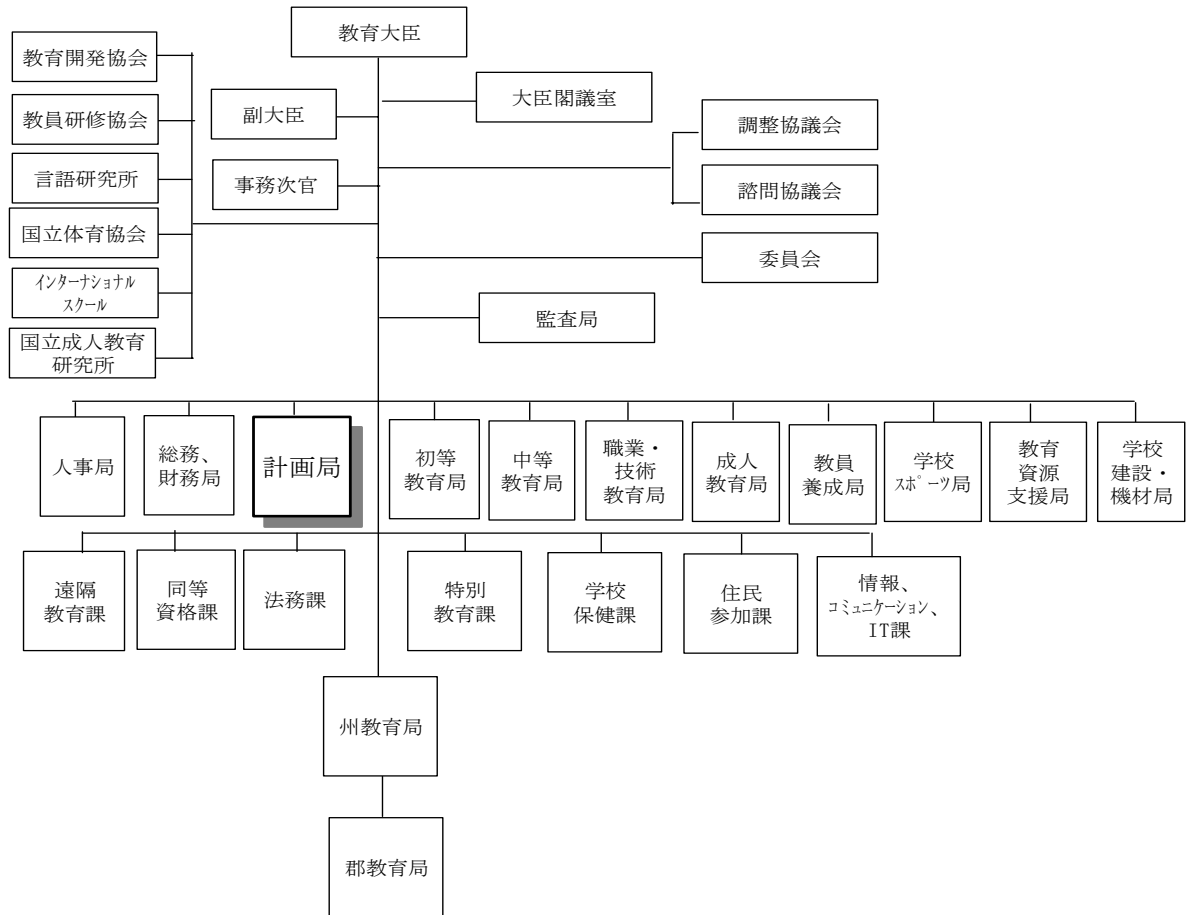 教育大臣
教育開発協会
教員研修協会
言語研究所
国立体育協会
インターナショナル
スクール
国立成人教育
研究所
副大臣
事務次官
大臣閣議室
調整協議会
諮問協議会
委員会
監査局
人事局
総務、
財務局
計画局
初等
教育局
中等
教育局
職業・
技術
教育局
成人
教育局
教員
養成局
学校
スポーツ局
教育
資源
支援局
学校
建設・
機材局
遠隔
教育課
同等
資格課
法務課
特別
教育課
学校
保健課
住民
参加課
情報、
コミュニケーション、
IT課
州教育局
郡教育局